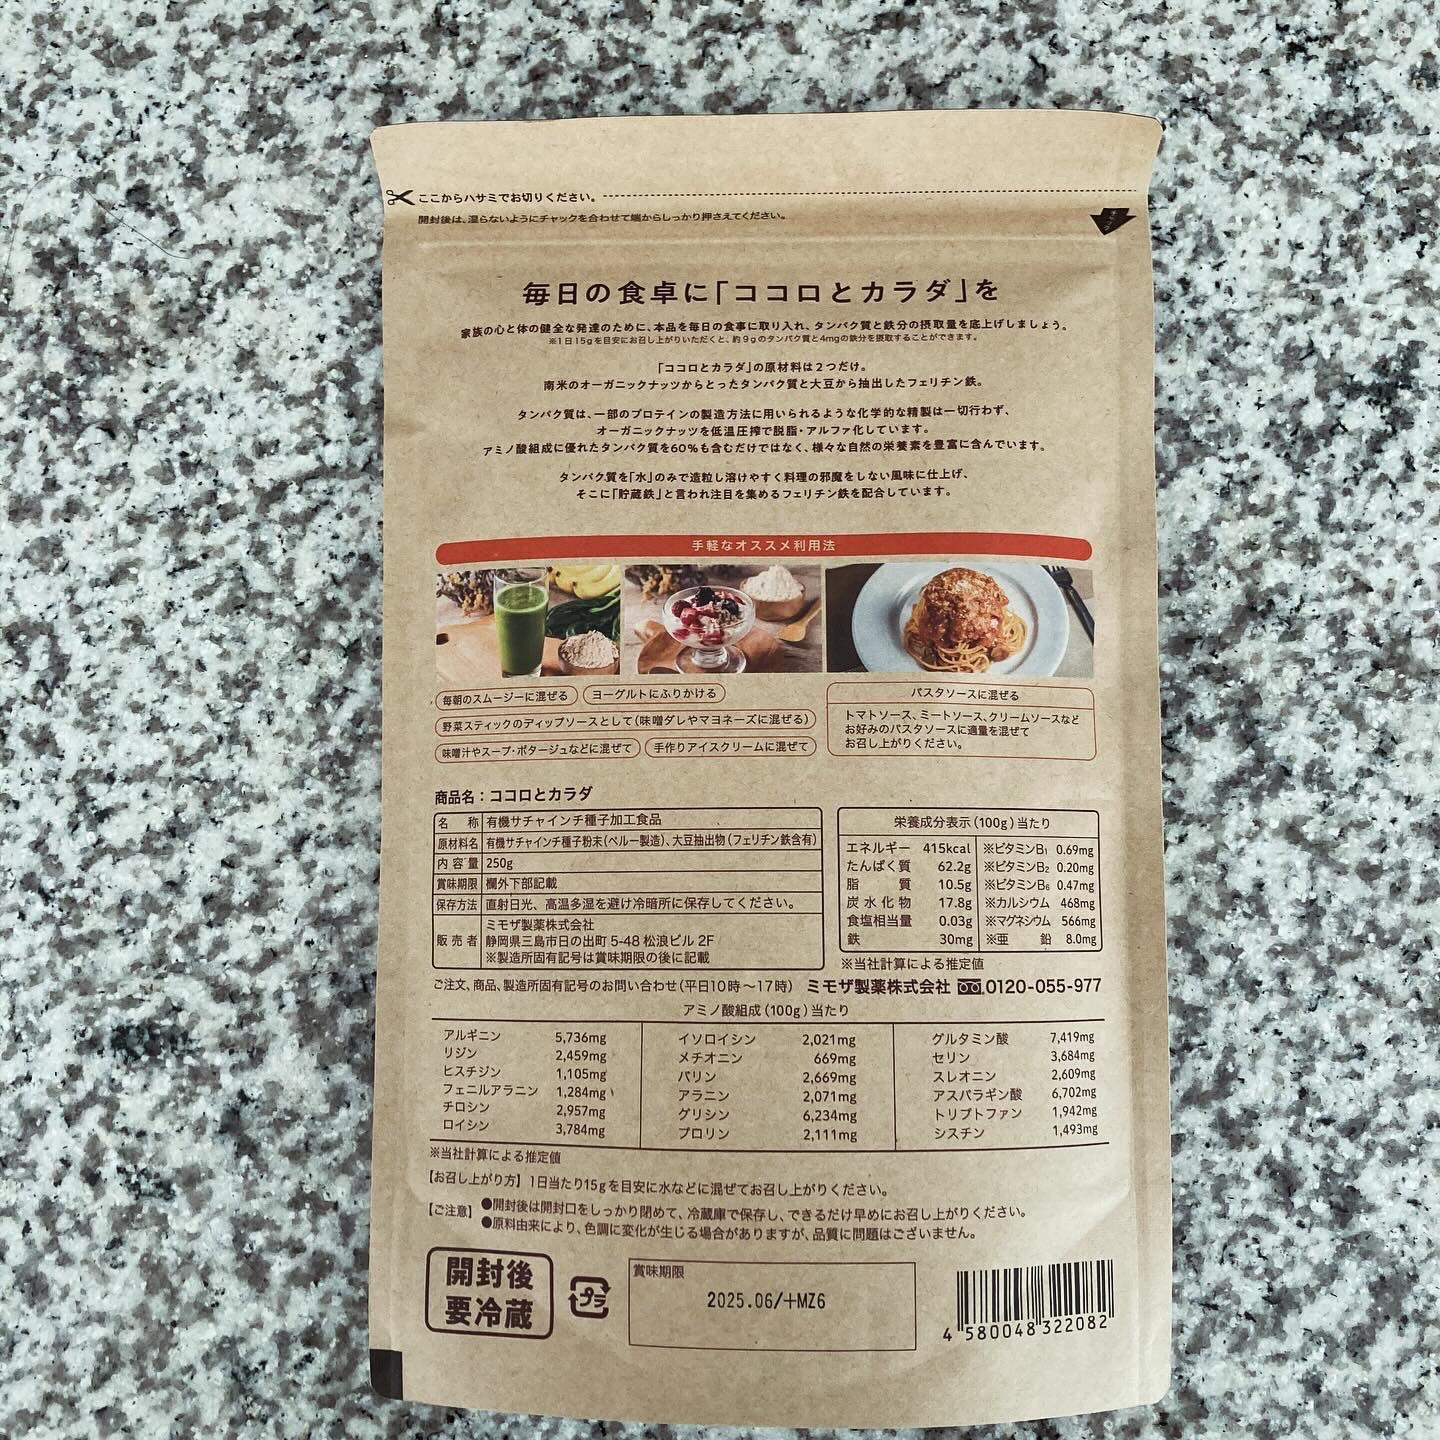 ここからハサミでお切りください。
開封後は、湿らないようにチャックを合わせて端からしっかり押さえてください。
毎日の食卓に「ココロとカラダ」を
家族の心と体の健全な発達のために、本品を毎日の食事に取り入れ、タンパク質と鉄分の摂取量を底上げしましょう。
※1日15gを目安にお召し上がりいただくと、約9gのタンパク質と4mgの鉄分を摂取することができます。
「ココロとカラダ」の原材料は2つだけ。
南米のオーガニックナッツからとったタンパク質と大豆から抽出したフェリチン鉄。
タンパク質は、一部のプロテインの製造方法に用いられるような化学的な精製は一切行わず、
オーガニックナッツを低温圧搾で脱脂・アルファ化しています。
アミノ酸組成に優れたタンパク質を60%も含むだけではなく、様々な自然の栄養素を豊富に含んでいます。
タンパク質を「水」のみで造粒し溶けやすく料理の邪魔をしない風味に仕上げ、
そこに「貯蔵鉄」と言われ注目を集めるフェリチン鉄を配合しています。
手軽なオススメ利用法
毎朝のスムージーに混ぜる ヨーグルトにふりかける
野菜スティックのディップソースとして(味噌ダレやマヨネーズに混ぜる)
味噌汁やスープ・ポタージュなどに混ぜて 手作りアイスクリームに混ぜて
パスタソースに混ぜる
トマトソース、ミートソース、クリームソースなど
お好みのパスタソースに適量を混ぜて
お召し上がりください。
商品名：ココロとカラダ
名称 有機サチャインチ種子加工食品
原材料名 有機サチャインチ種子粉末(ペルー製造)、大豆抽出物(フェリチン鉄含有)
内容量 250g
賞味期限 欄外下部記載
保存方法 直射日光、高温多湿を避け冷暗所に保存してください。
販売者 ミモザ製薬株式会社
静岡県三島市日の出町 5-48 松浪ビル 2F
※製造所固有記号は賞味期限の後に記載
栄養成分表示(100g)当たり
エネルギー 415kcal ※ビタミンB1 0.69mg
たんぱく質 62.2g ※ビタミンB2 0.20mg
脂質 10.5g ※ビタミンB6 0.47mg
炭水化物 17.8g ※カルシウム 468mg
食塩相当量 0.03g ※マグネシウム 566mg
鉄 30mg ※亜鉛 8.0mg
※当社計算による推定値
ご注文、商品、製造所固有記号のお問い合わせ(平日10時〜17時) ミモザ製薬株式会社 0120-055-977
アミノ酸組成(100g)当たり
アルギニン 5,736mg イソロイシン 2,021mg グルタミン酸 7,419mg
リジン 2,459mg メチオニン 669mg セリン 3,684mg
ヒスチジン 1,105mg バリン 2,669mg スレオニン 2,609mg
フェニルアラニン 1,284mg アラニン 2,071mg アスパラギン酸 6,702mg
チロシン 2,957mg グリシン 6,234mg トリプトファン 1,942mg
ロイシン 3,784mg プロリン 2,111mg シスチン 1,493mg
※当社計算による推定値
【お召し上がり方】1日当たり15gを目安に水などに混ぜてお召し上がりください。
【ご注意】●開封後は開封口をしっかり閉めて、冷蔵庫で保存し、できるだけ早めにお召し上がりください。
●原料由来により、色調に変化が生じる場合がありますが、品質に問題はございません。
開封後
要冷蔵
プラ
賞味期限
2025.06/+MZ6
4 580048 322082